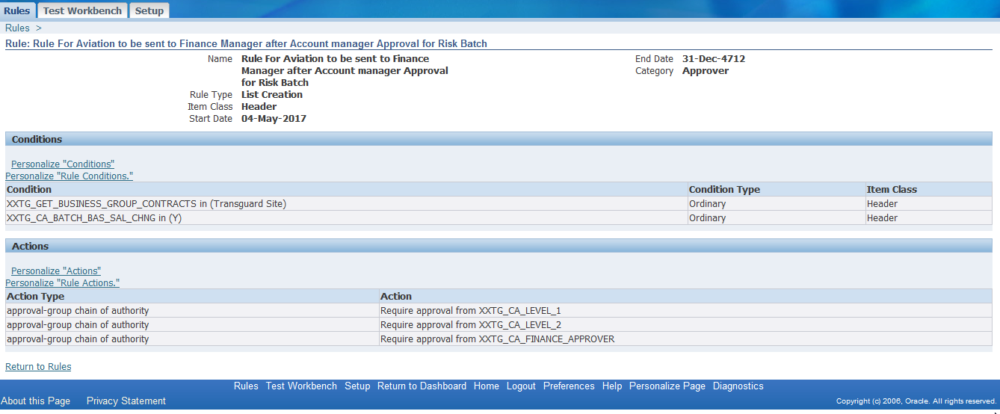 Rules Test Workbench Setup
Rules >
Rule: Rule For Aviation to be sent to Finance Manager after Account manager Approval for Risk Batch
Name Rule For Aviation to be sent to Finance End Date 31-Dec-4712
Manager after Account manager Approval Category Approver
for Risk Batch
Rule Type List Creation
Item Class Header
Start Date 04-May-2017
Conditions
Personalize "Conditions"
Personalize "Rule Conditions."
Condition Condition Type Item Class
XXTG_GET_BUSINESS_GROUP_CONTRACTS in (Transguard Site) Ordinary Header
XXTG_CA_BATCH_BAS_SAL_CHNG in (Y) Ordinary Header
Actions
Personalize "Actions"
Personalize "Rule Actions."
Action Type Action
approval-group chain of authority Require approval from XXTG_CA_LEVEL_1
approval-group chain of authority Require approval from XXTG_CA_LEVEL_2
approval-group chain of authority Require approval from XXTG_CA_FINANCE_APPROVER
Return to Rules
Rules Test Workbench Setup Return to Dashboard Home Logout Preferences Help Personalize Page Diagnostics
About this Page Privacy Statement Copyright (c) 2006, Oracle. All rights reserved.